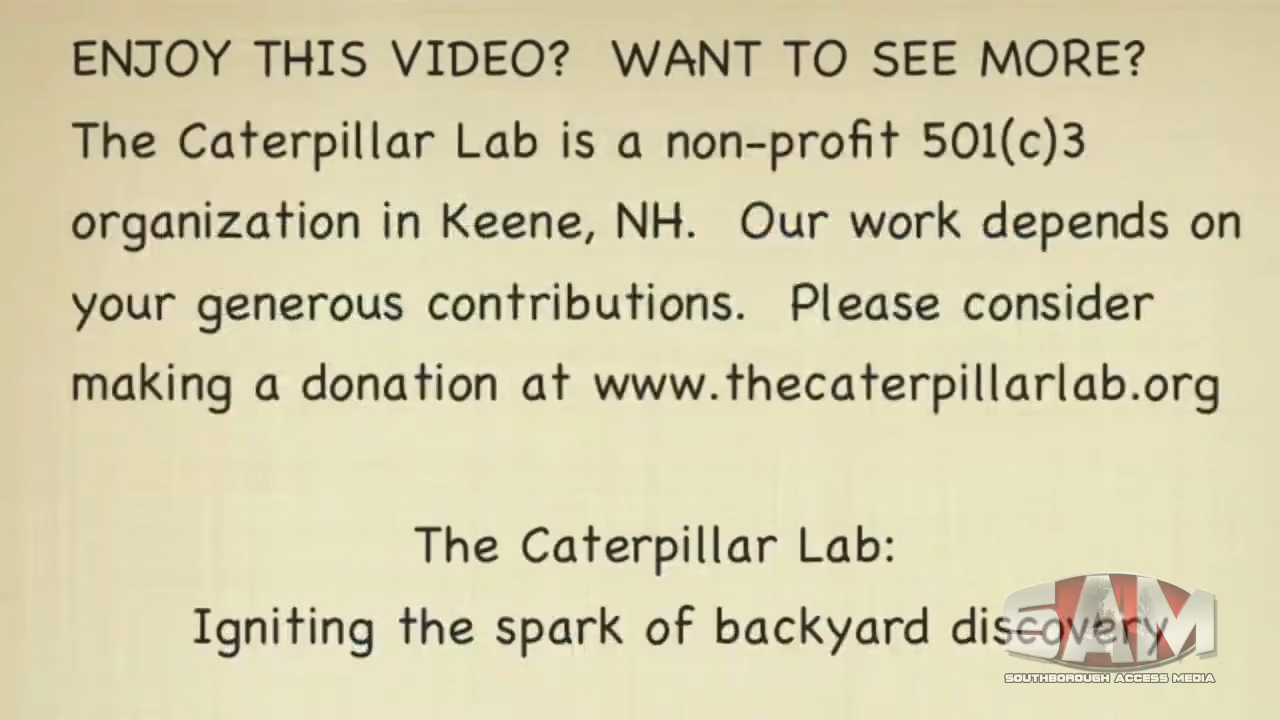 ENJOY THIS VIDEO? WANT TO SEE MORE?
The Caterpillar Lab is a non-profit 501(c)3
organization in Keene, NH. Our work depends on
your generous contributions. Please consider
making a donation at www.thecaterpillarlab.org
The Caterpillar Lab:
Igniting the spark of backyard discovery
SAM
SOUTHBOROUGH ACCESS MEDIA